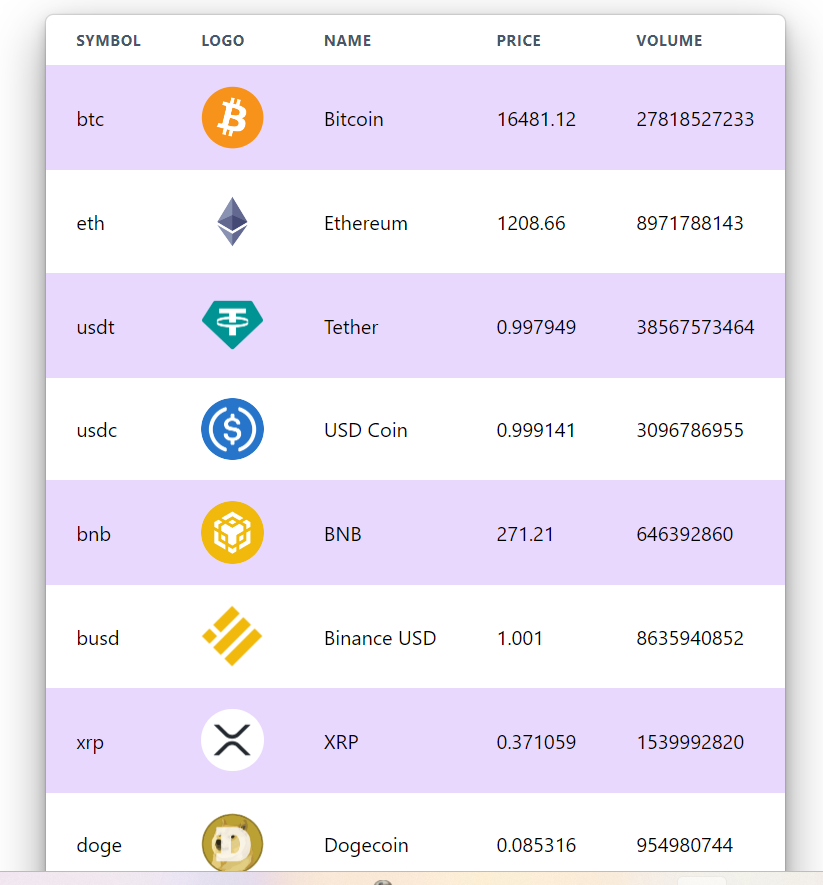 SYMBOL LOGO NAME PRICE VOLUME
btc Bitcoin 16481.12 27818527233
eth Ethereum 1208.66 8971788143
usdt Tether 0.997949 38567573464
usdc USD Coin 0.999141 3096786955
bnb BNB 271.21 646392860
busd Binance USD 1.001 8635940852
xrp XRP 0.371059 1539992820
doge Dogecoin 0.085316 954980744